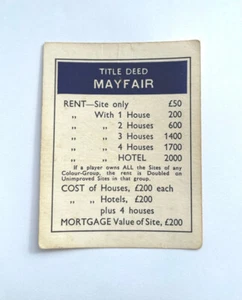 TITLE DEED
MAYFAIR
RENT—Site only £50
„ With 1 House 200
„ „ 2 Houses 600
„ „ 3 Houses 1400
„ „ 4 Houses 1700
„ „ HOTEL 2000
If a player owns ALL the Sites of any
Colour-Group, the rent is Doubled on
Unimproved Sites in that group.
COST of Houses, £200 each
„ „ Hotels, £200
plus 4 houses
MORTGAGE Value of Site, £200